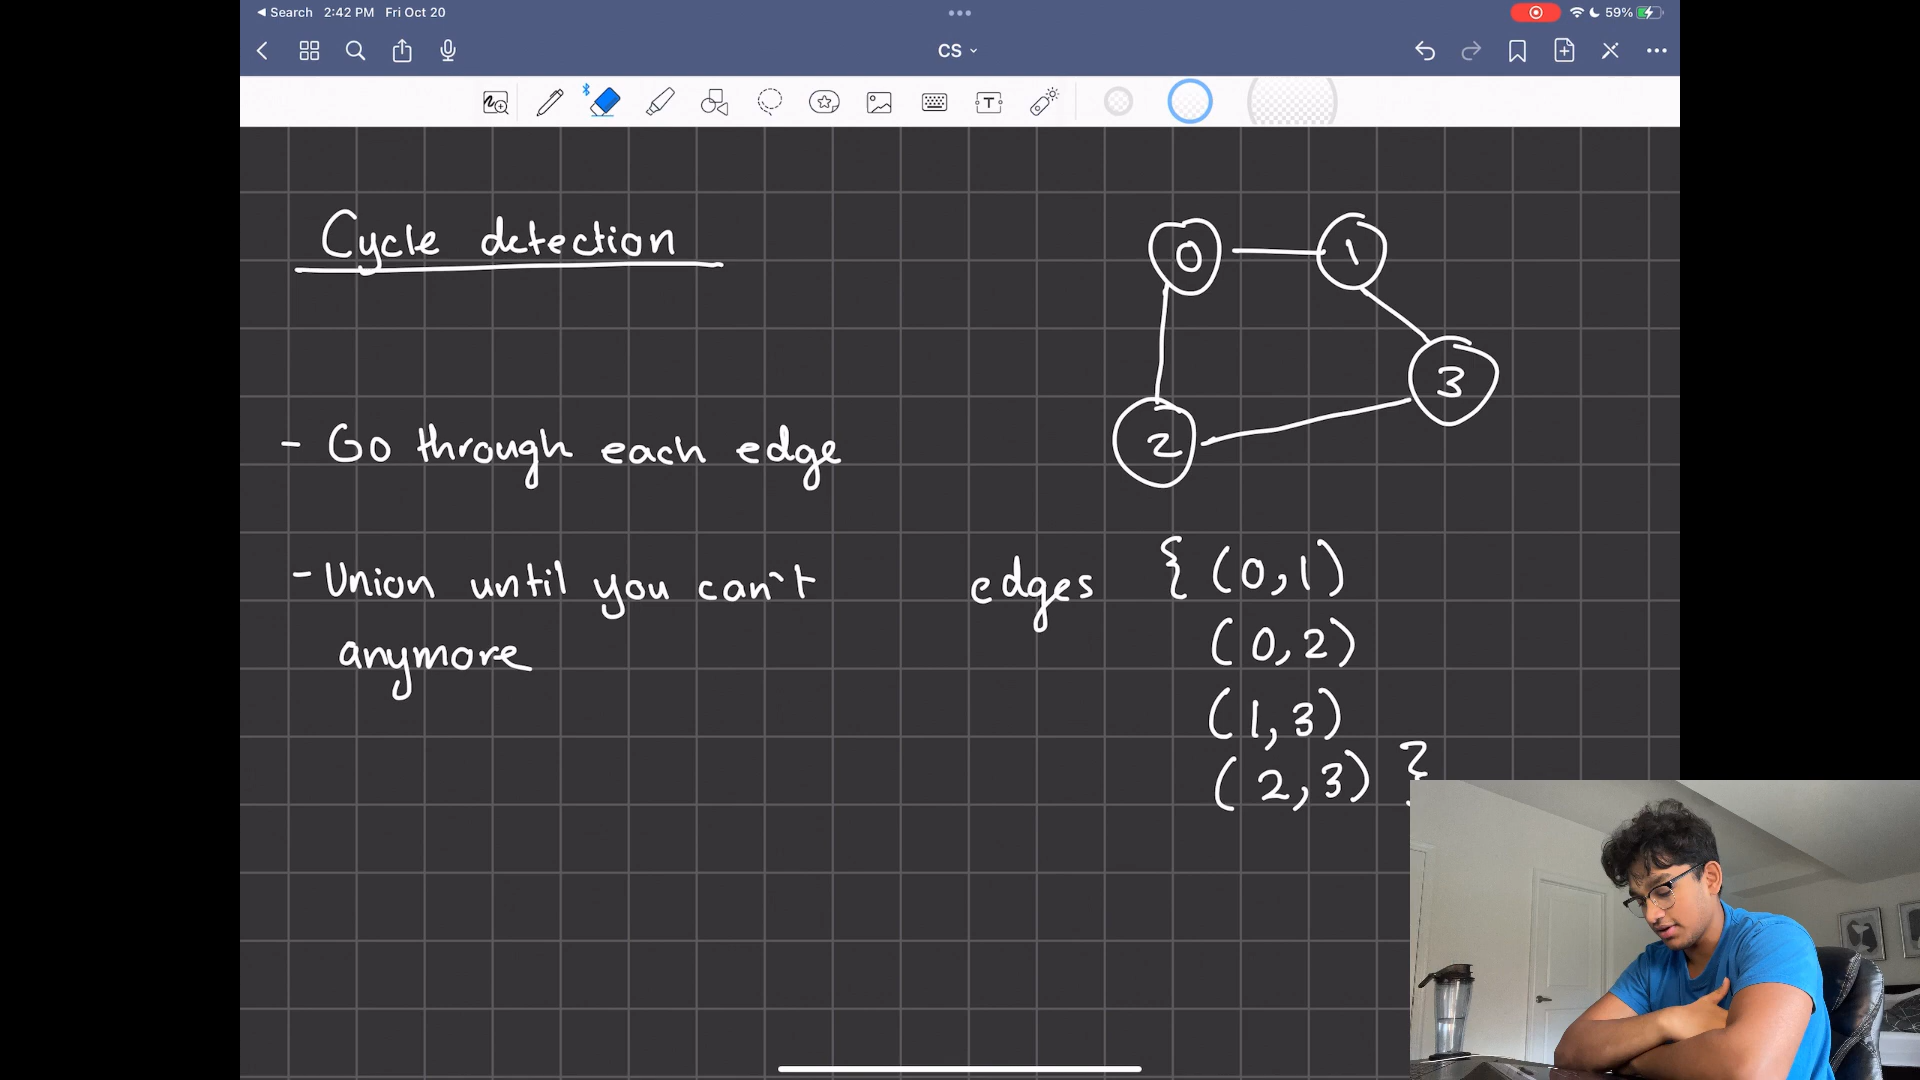 Search 2:42 PM Fri Oct 20
59%
CS
T
Cycle detection
0
1
3
2
- Go through each edge
- Union until you can't
anymore
edges { (0,1)
(0,2)
(1,3)
(2,3) }